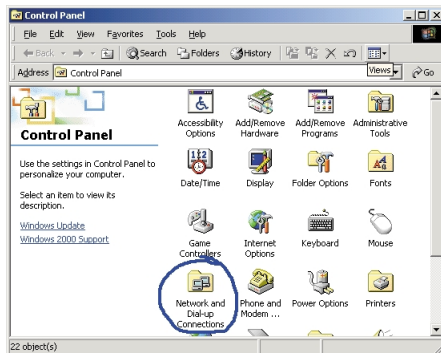 Control Panel
File Edit View Favorites Tools Help
Back Search Folders History
Address Control Panel Views Go
Control Panel
Use the settings in Control Panel to
personalize your computer.
Select an item to view its
description.
Windows Update
Windows 2000 Support
Accessibility
Options
Add/Remove
Hardware
Add/Remove
Programs
Administrative
Tools
Date/Time
Display
Folder Options
Fonts
Game
Controllers
Internet
Options
Keyboard
Mouse
Network and
Dial-up
Connections
Phone and
Modem ...
Power Options
Printers
22 object(s)